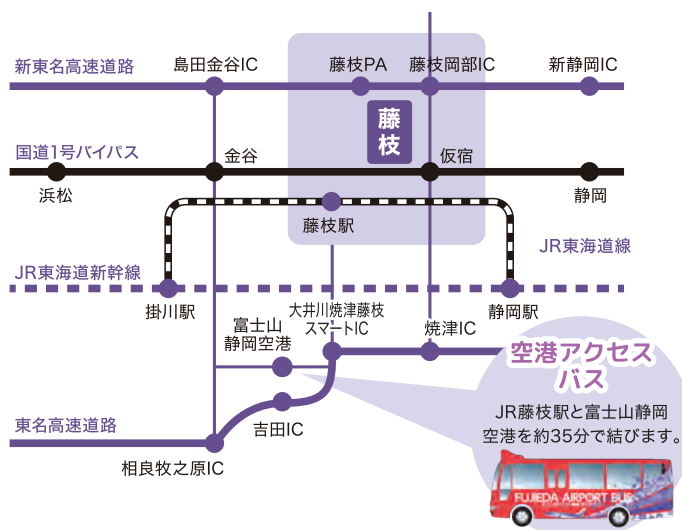 新東名高速道路
島田金谷IC
藤枝PA
藤枝岡部IC
新静岡IC
藤枝
国道1号バイパス
浜松
金谷
仮宿
静岡
藤枝駅
JR東海道線
JR東海道新幹線
掛川駅
静岡駅
富士山
静岡空港
大井川焼津藤枝
スマートIC
焼津IC
東名高速道路
相良牧之原IC
吉田IC
空港アクセス
バス
JR藤枝駅と富士山静岡
空港を約35分で結びます。
FUJIEDA AIRPORT BUS